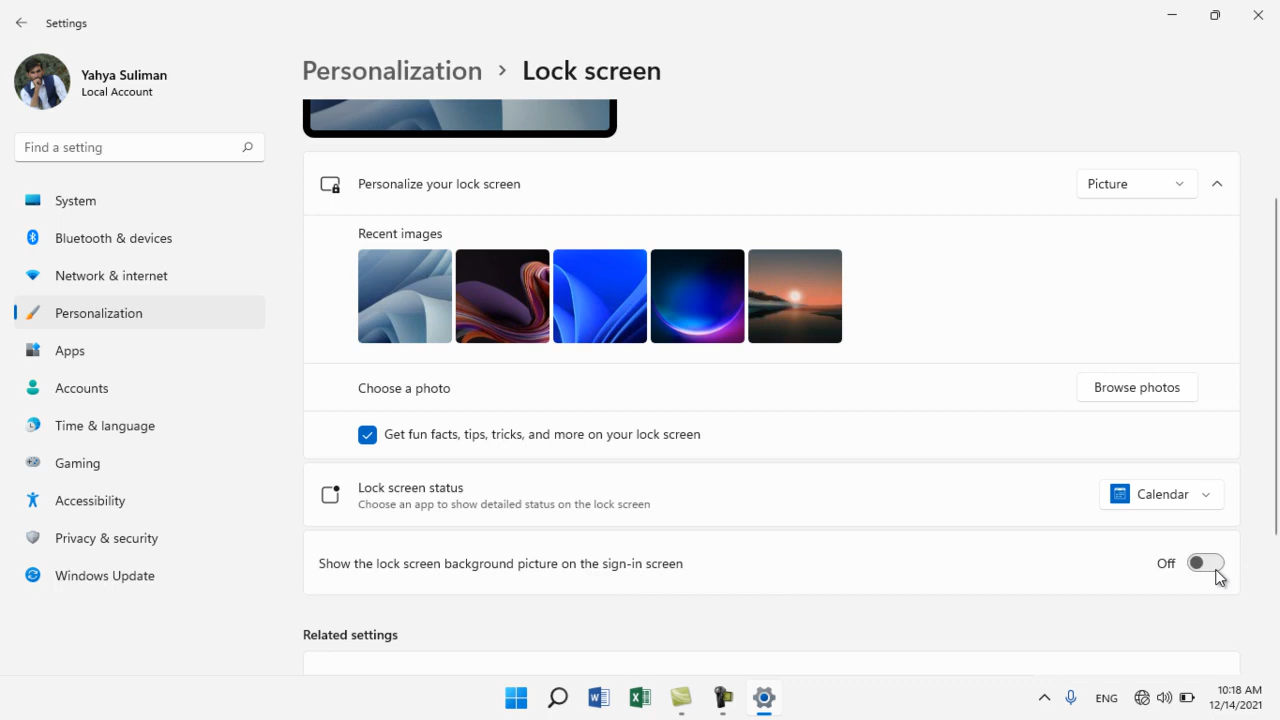 Settings
Yahya Suliman
Local Account
Find a setting
System
Bluetooth & devices
Network & internet
Personalization
Apps
Accounts
Time & language
Gaming
Accessibility
Privacy & security
Windows Update
Personalization > Lock screen
Personalize your lock screen
Picture
Recent images
Choose a photo
Browse photos
Get fun facts, tips, tricks, and more on your lock screen
Lock screen status
Choose an app to show detailed status on the lock screen
Calendar
Show the lock screen background picture on the sign-in screen
Off
Related settings
ENG
10:18 AM
12/14/2021